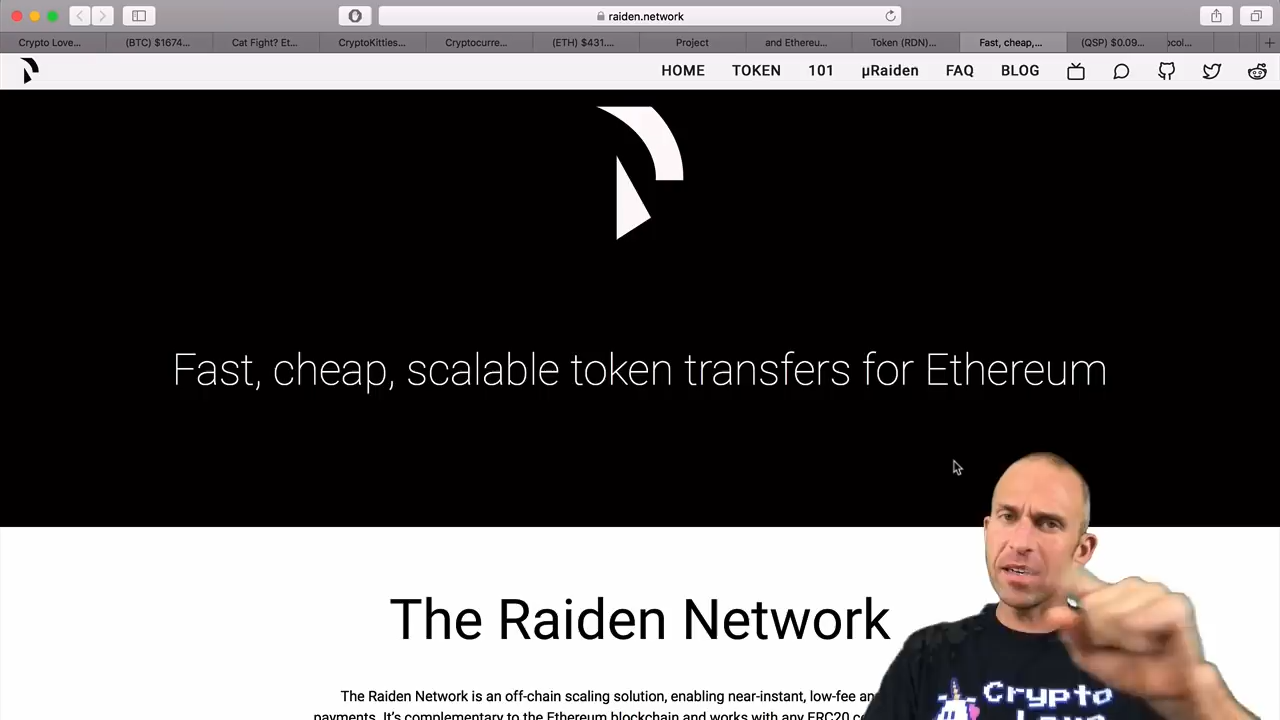 raiden.network
Crypto Love...
(BTC) $1674...
Cat Fight? Et...
CryptoKitties...
Cryptocurre...
(ETH) $431....
Project
and Ethereu...
Token (RDN)...
Fast, cheap,...
(QSP) $0.09...
ocol...
HOME
TOKEN
101
µRaiden
FAQ
BLOG
Fast, cheap, scalable token transfers for Ethereum
The Raiden Network
The Raiden Network is an off-chain scaling solution, enabling near-instant, low-fee
payments. It's complementary to the Ethereum blockchain and works with any ERC20
Crypto
Love